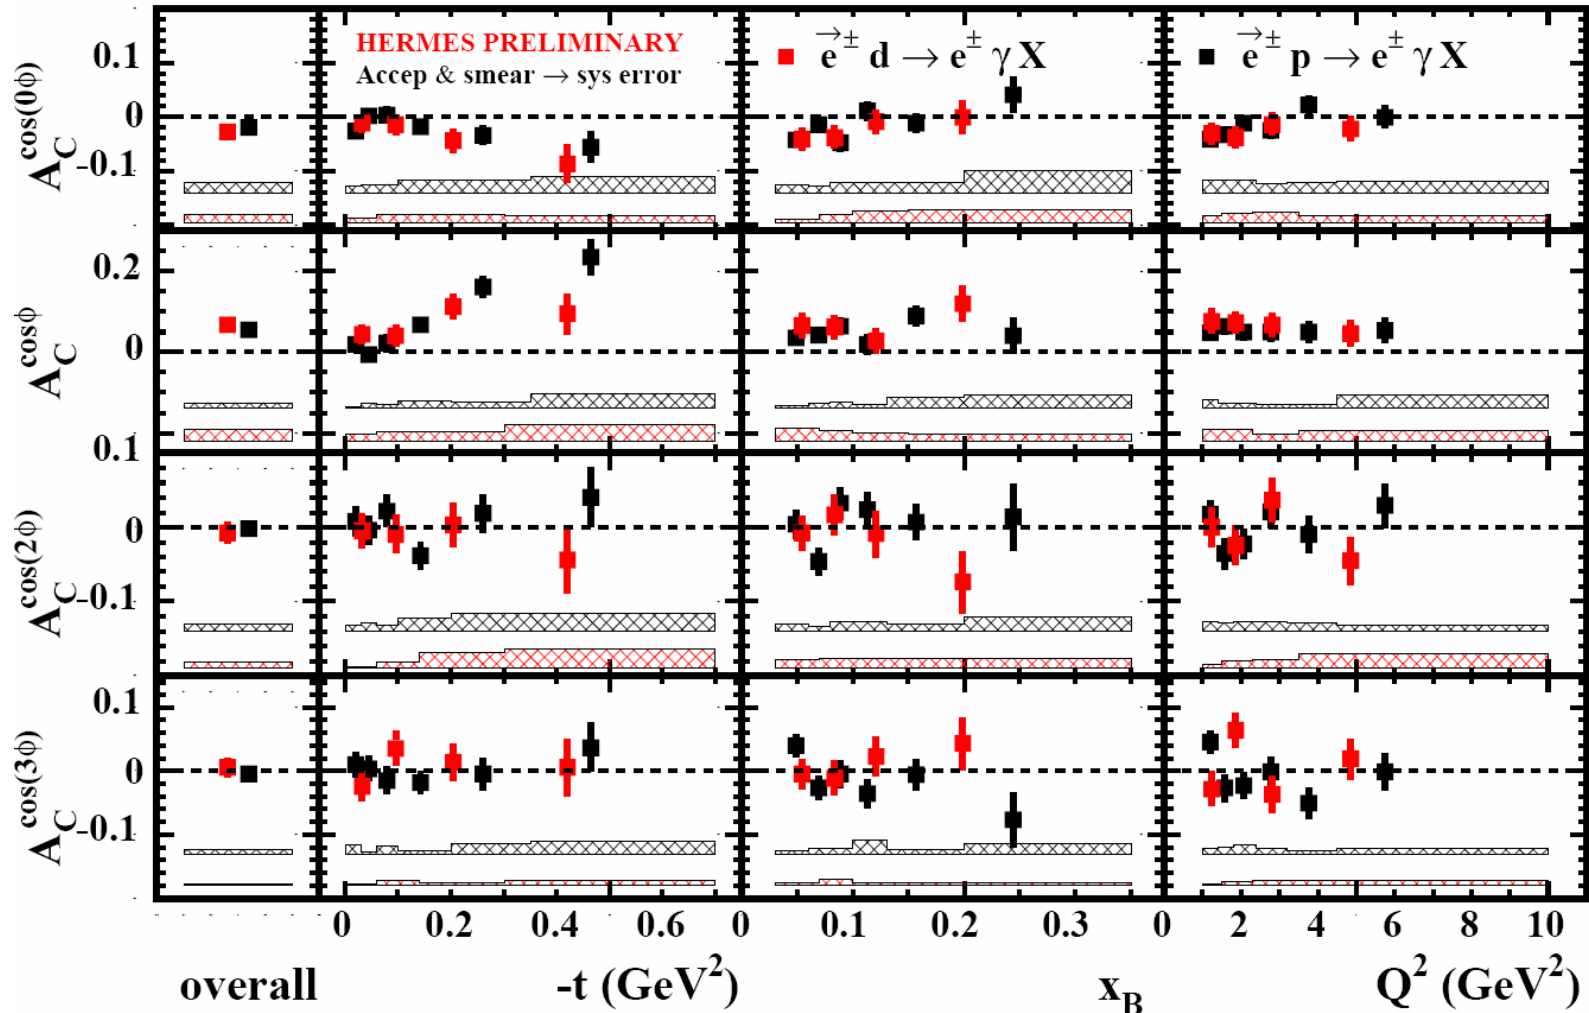 HERMES PRELIMINARY
Accep & smear → sys error
e⃗± d → e± γ X
e⃗± p → e± γ X
A_C^cos(0ϕ)
0.1
0
-0.1
A_C^cosϕ
0.2
0
A_C^cos(2ϕ)
0.1
0
-0.1
A_C^cos(3ϕ)
0.1
0
-0.1
0 0.2 0.4 0.6
0 0.1 0.2 0.3
0 2 4 6 8 10
overall -t (GeV²) x_B Q² (GeV²)